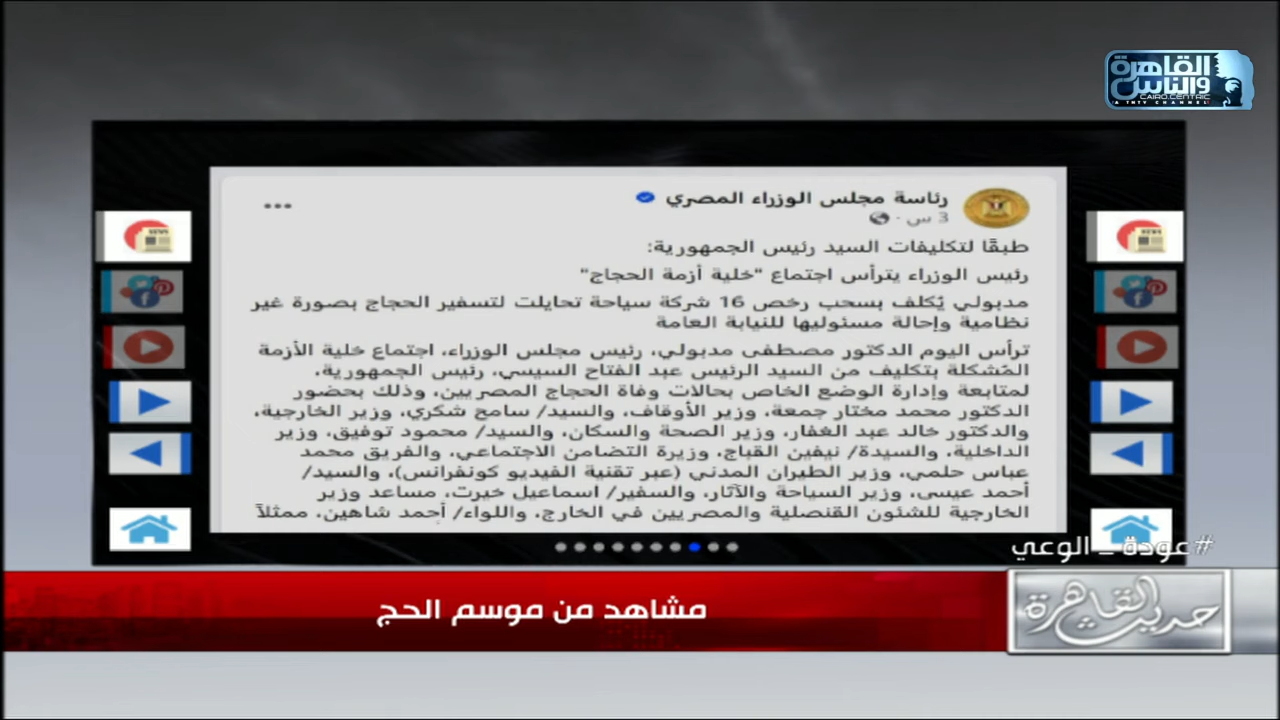 القاهرة
والناس
CAIRO.CENTRIC
A TNTV CHANNEL
رئاسة مجلس الوزراء المصري
3 س ·
طبقًا لتكليفات السيد رئيس الجمهورية:
رئيس الوزراء يترأس اجتماع "خلية أزمة الحجاج"
مدبولي يُكلف بسحب رخص 16 شركة سياحة تحايلت لتسفير الحجاج بصورة غير
نظامية وإحالة مسئوليها للنيابة العامة
ترأس اليوم الدكتور مصطفى مدبولي، رئيس مجلس الوزراء، اجتماع خلية الأزمة
المُشكلة بتكليف من السيد الرئيس عبد الفتاح السيسي، رئيس الجمهورية،
لمتابعة وإدارة الوضع الخاص بحالات وفاة الحجاج المصريين، وذلك بحضور
الدكتور محمد مختار جمعة، وزير الأوقاف، والسيد/ سامح شكري، وزير الخارجية،
والدكتور خالد عبد الغفار، وزير الصحة والسكان، والسيد/ محمود توفيق، وزير
الداخلية، والسيدة/ نيفين القباج، وزيرة التضامن الاجتماعي، والفريق محمد
عباس حلمي، وزير الطيران المدني (عبر تقنية الفيديو كونفرانس)، والسيد/
أحمد عيسى، وزير السياحة والآثار، والسفير/ اسماعيل خيرت، مساعد وزير
الخارجية للشئون القنصلية والمصريين في الخارج، واللواء/ أحمد شاهين، ممثلاً
NEWS
NEWS
#عودة_الوعي
حديث القاهرة
مشاهد من موسم الحج